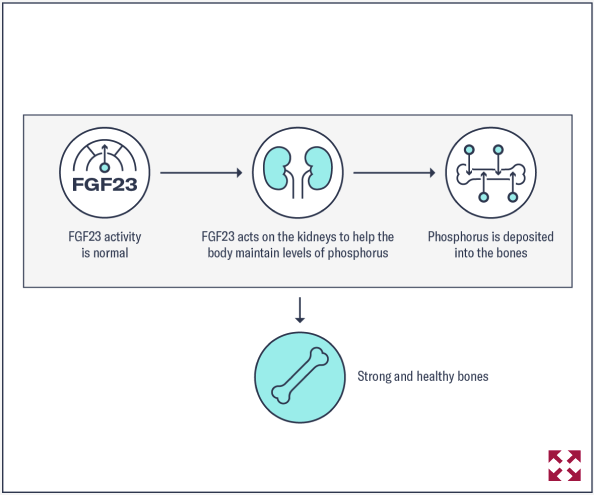 FGF23
FGF23 activity
is normal
FGF23 acts on the kidneys to help the
body maintain levels of phosphorus
Phosphorus is deposited
into the bones
Strong and healthy bones